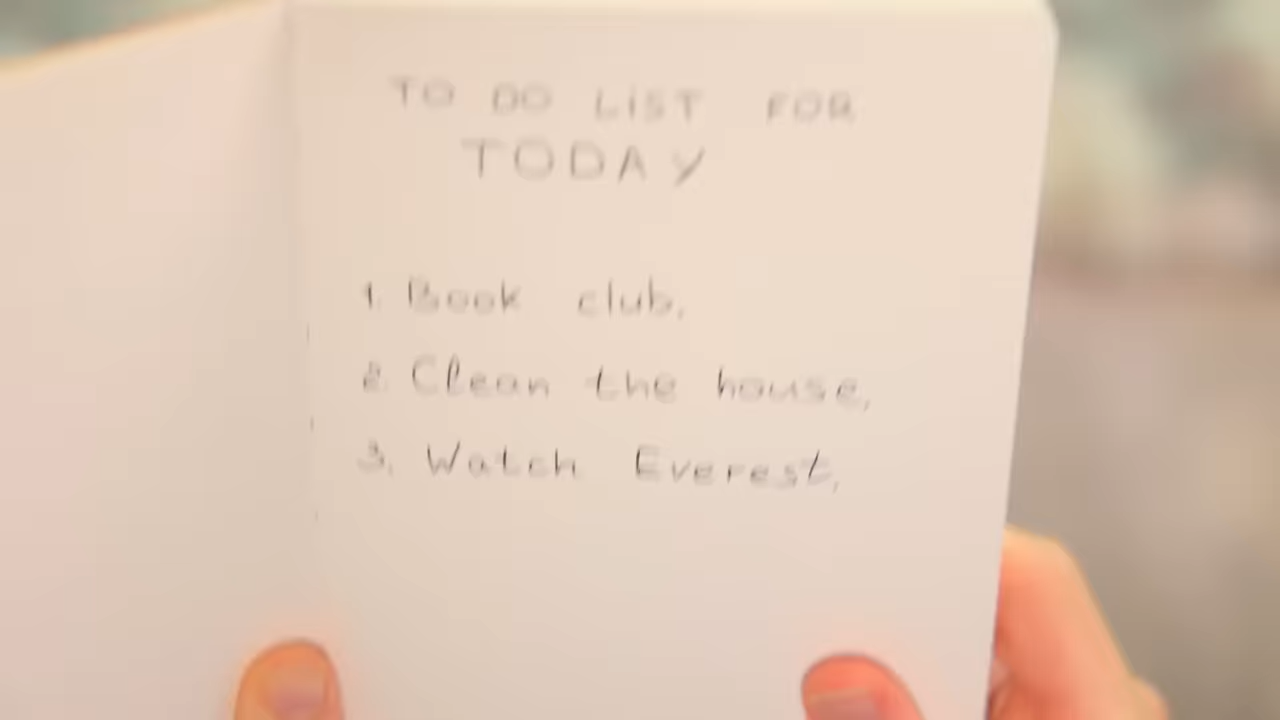 TO DO LIST FOR
TODAY
1. Book club,
2. Clean the house,
3. Watch Everest,